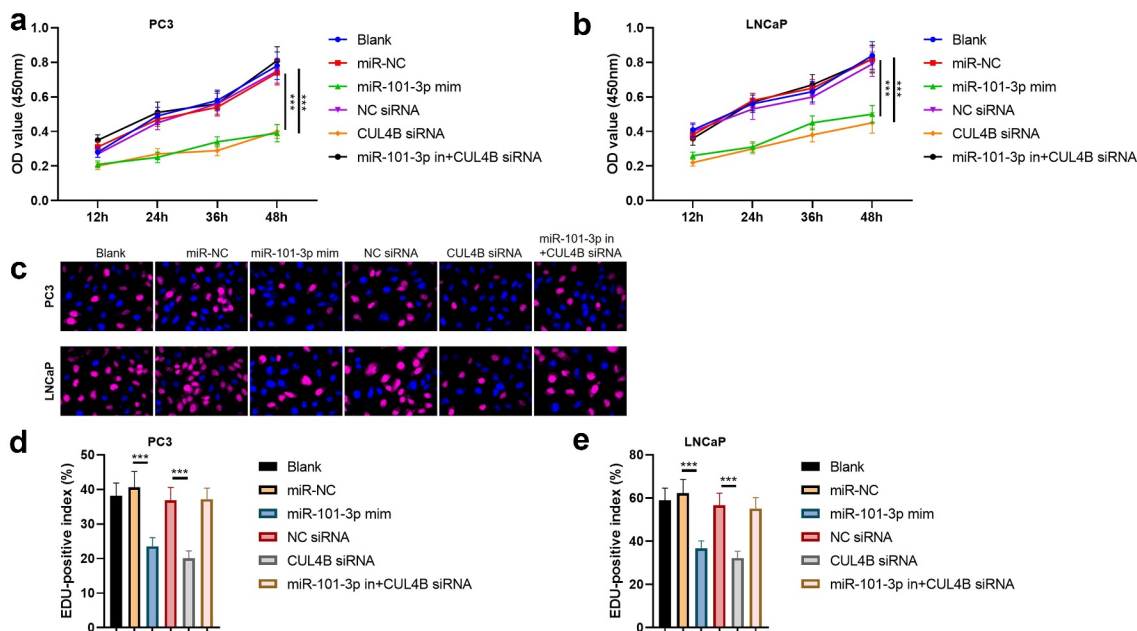 a
PC3
OD value (450nm)
1.0
0.8
0.6
0.4
0.2
0.0
12h
24h
36h
48h
***
***
Blank
miR-NC
miR-101-3p mim
NC siRNA
CUL4B siRNA
miR-101-3p in+CUL4B siRNA
b
LNCaP
OD value (450nm)
1.0
0.8
0.6
0.4
0.2
0.0
12h
24h
36h
48h
***
***
Blank
miR-NC
miR-101-3p mim
NC siRNA
CUL4B siRNA
miR-101-3p in+CUL4B siRNA
c
Blank
miR-NC
miR-101-3p mim
NC siRNA
CUL4B siRNA
miR-101-3p in
+CUL4B siRNA
PC3
LNCaP
d
PC3
EDU-positive index (%)
50
40
30
20
10
0
***
***
Blank
miR-NC
miR-101-3p mim
NC siRNA
CUL4B siRNA
miR-101-3p in+CUL4B siRNA
e
LNCaP
EDU-positive index (%)
80
60
40
20
0
***
***
Blank
miR-NC
miR-101-3p mim
NC siRNA
CUL4B siRNA
miR-101-3p in+CUL4B siRNA